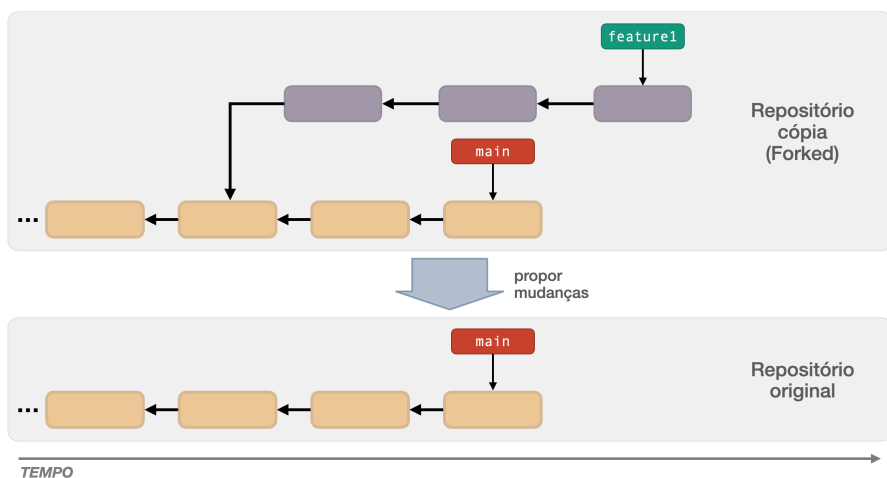 feature1
Repositório
cópia
(Forked)
main
...
propor
mudanças
main
Repositório
original
...
TEMPO